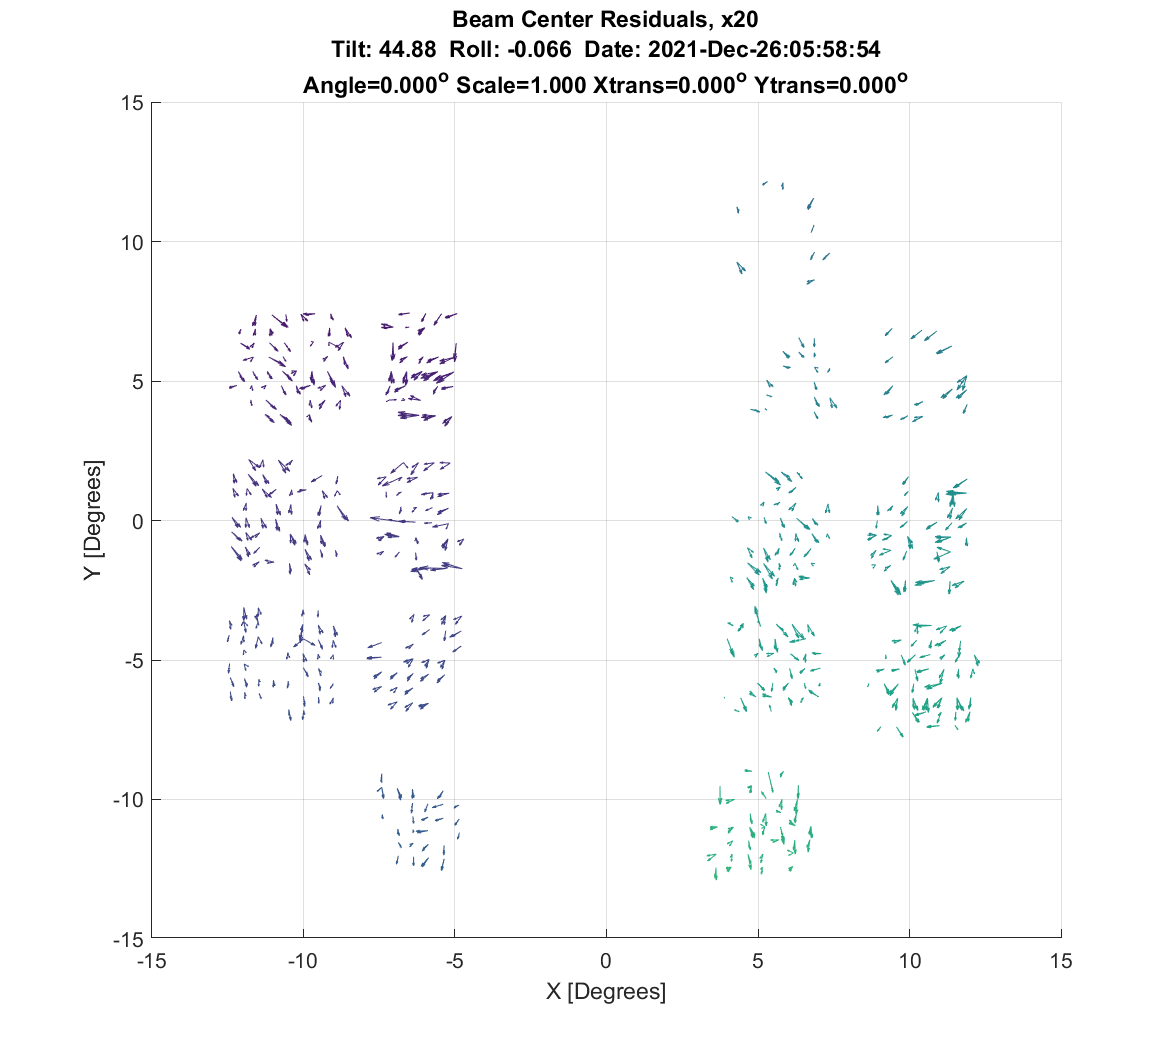 Beam Center Residuals, x20
Tilt: 44.88  Roll: -0.066  Date: 2021-Dec-26:05:58:54
Angle=0.000° Scale=1.000 Xtrans=0.000° Ytrans=0.000°
15
10
5
0
-5
-10
-15
Y [Degrees]
-15 -10 -5 0 5 10 15
X [Degrees]